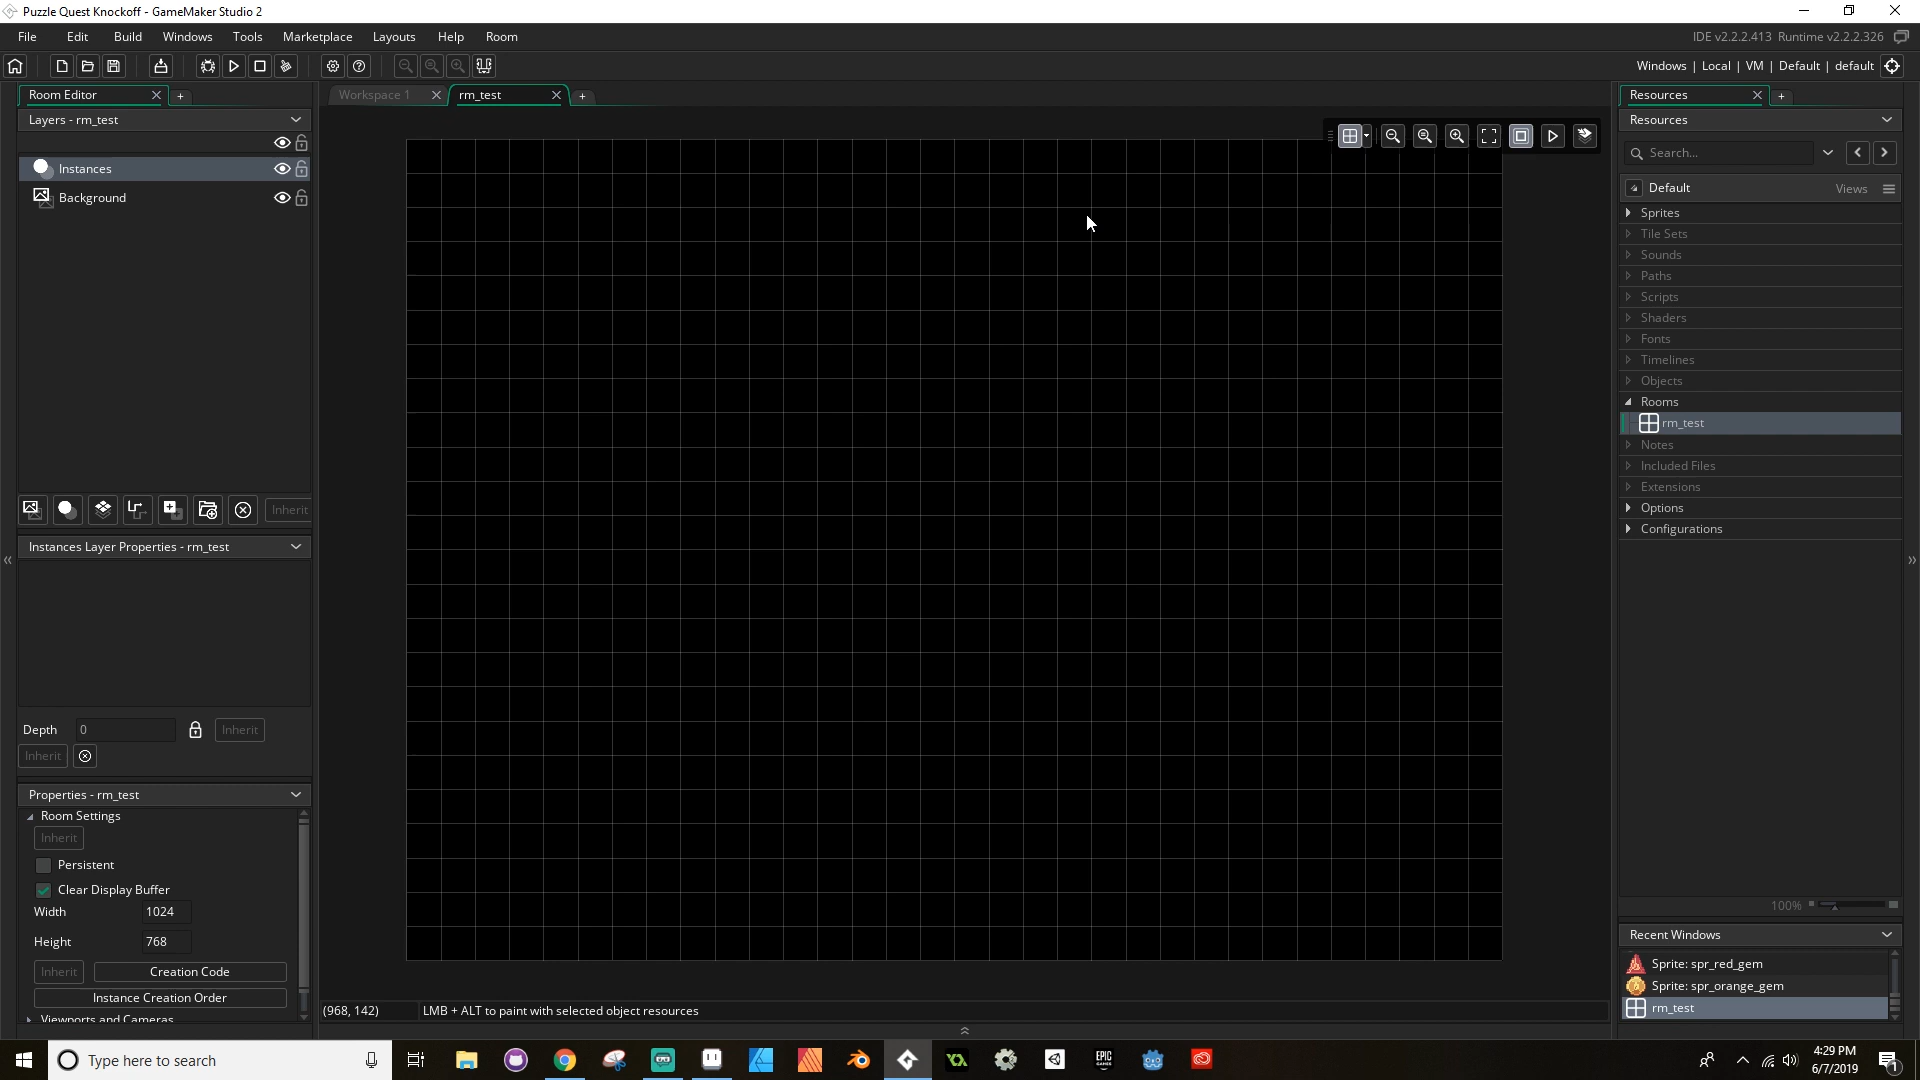 Puzzle Quest Knockoff - GameMaker Studio 2
File Edit Build Windows Tools Marketplace Layouts Help Room
IDE v2.2.2.413 Runtime v2.2.2.326
Windows | Local | VM | Default | default
Room Editor
Workspace 1
rm_test
Resources
Layers - rm_test
Resources
Search...
Instances
Default
Views
Background
Sprites
Tile Sets
Sounds
Paths
Scripts
Shaders
Fonts
Timelines
Objects
Rooms
rm_test
Notes
Included Files
Extensions
Options
Configurations
Inherit
Instances Layer Properties - rm_test
Depth 0 Inherit
Inherit
Properties - rm_test
Room Settings
Inherit
Persistent
Clear Display Buffer
Width 1024
Height 768
Inherit Creation Code
Instance Creation Order
Viewports and Cameras
100%
Recent Windows
Sprite: spr_red_gem
Sprite: spr_orange_gem
rm_test
(968, 142)
LMB + ALT to paint with selected object resources
Type here to search
EPIC
GAMES
4:29 PM
6/7/2019
1